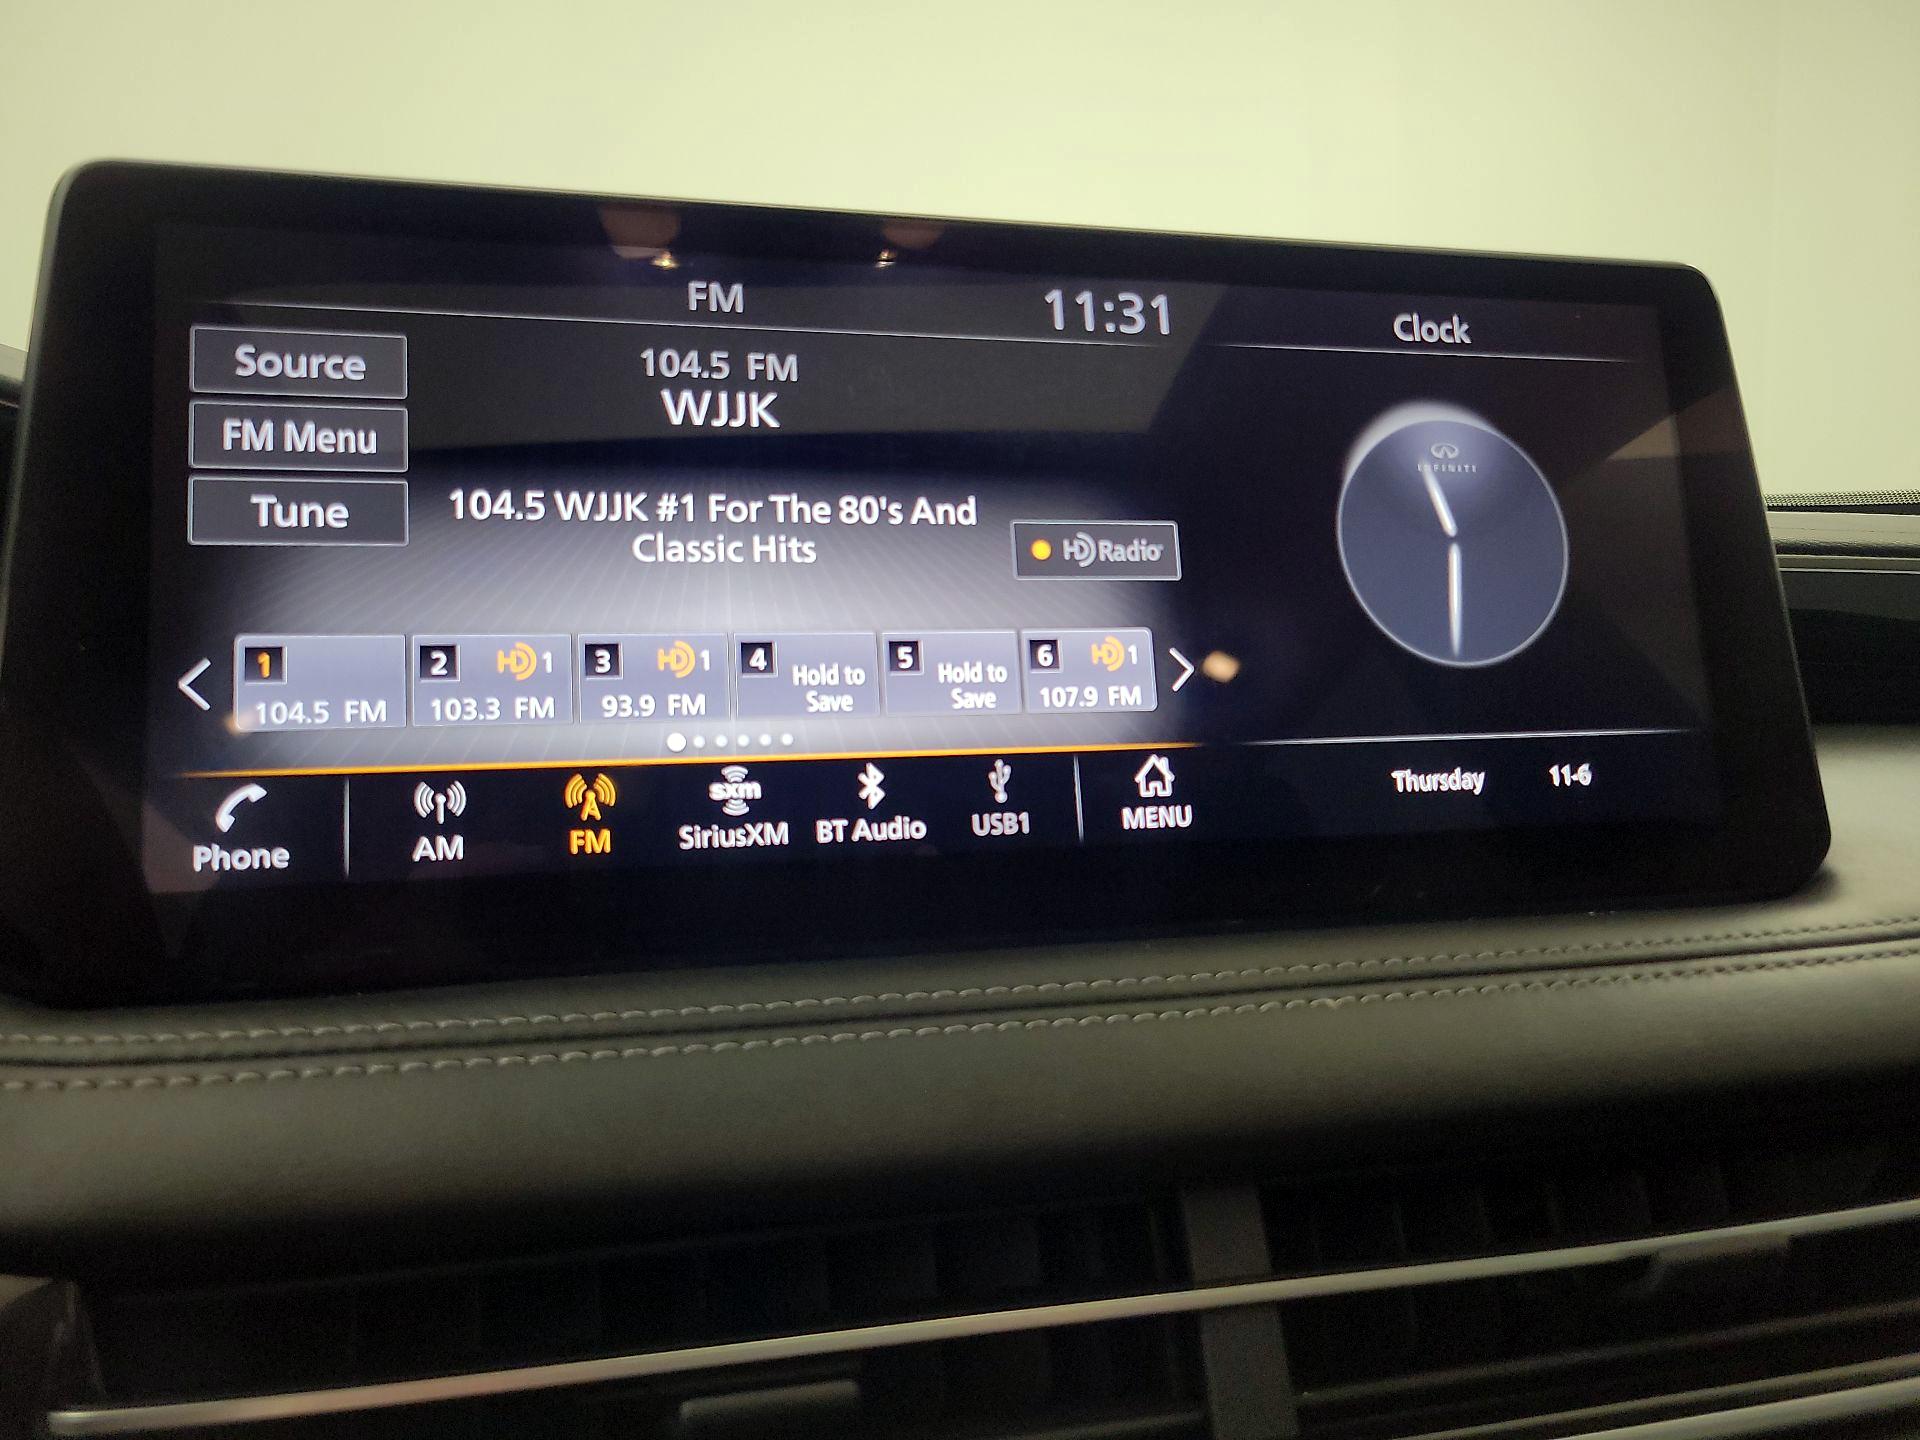 FM
11:31
Clock
Source
104.5 FM
WJJK
FM Menu
INFINITI
Tune
104.5 WJJK #1 For The 80's And
Classic Hits
HD Radio
1
104.5 FM
2 HD 1
103.3 FM
3 HD 1
93.9 FM
4
Hold to
Save
5
Hold to
Save
6 HD 1
107.9 FM
Phone
AM
FM
sxm
SiriusXM
BT Audio
USB1
MENU
Thursday 11-6